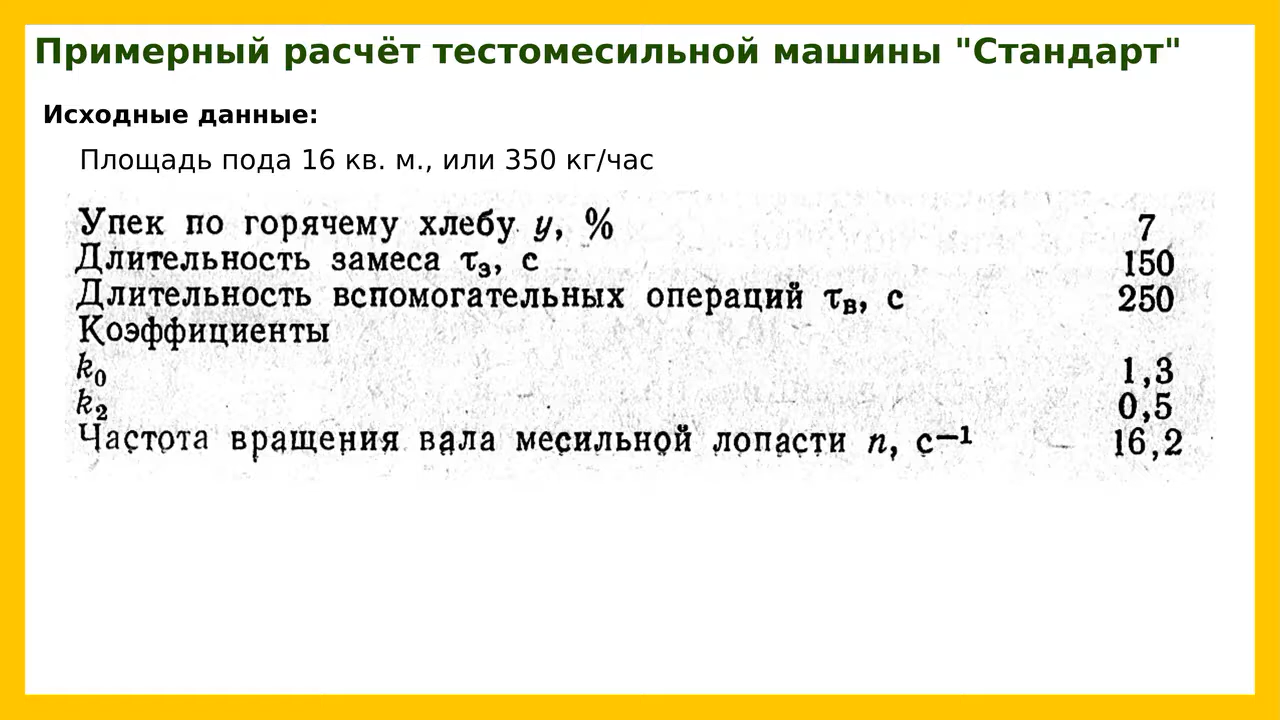 Примерный расчёт тестомесильной машины "Стандарт"
Исходные данные:
Площадь пода 16 кв. м., или 350 кг/час
Упек по горячему хлебу y, % 7
Длительность замеса τз, с 150
Длительность вспомогательных операций τв, с 250
Коэффициенты
k0 1,3
k2 0,5
Частота вращения вала месильной лопасти n, с—1 16,2